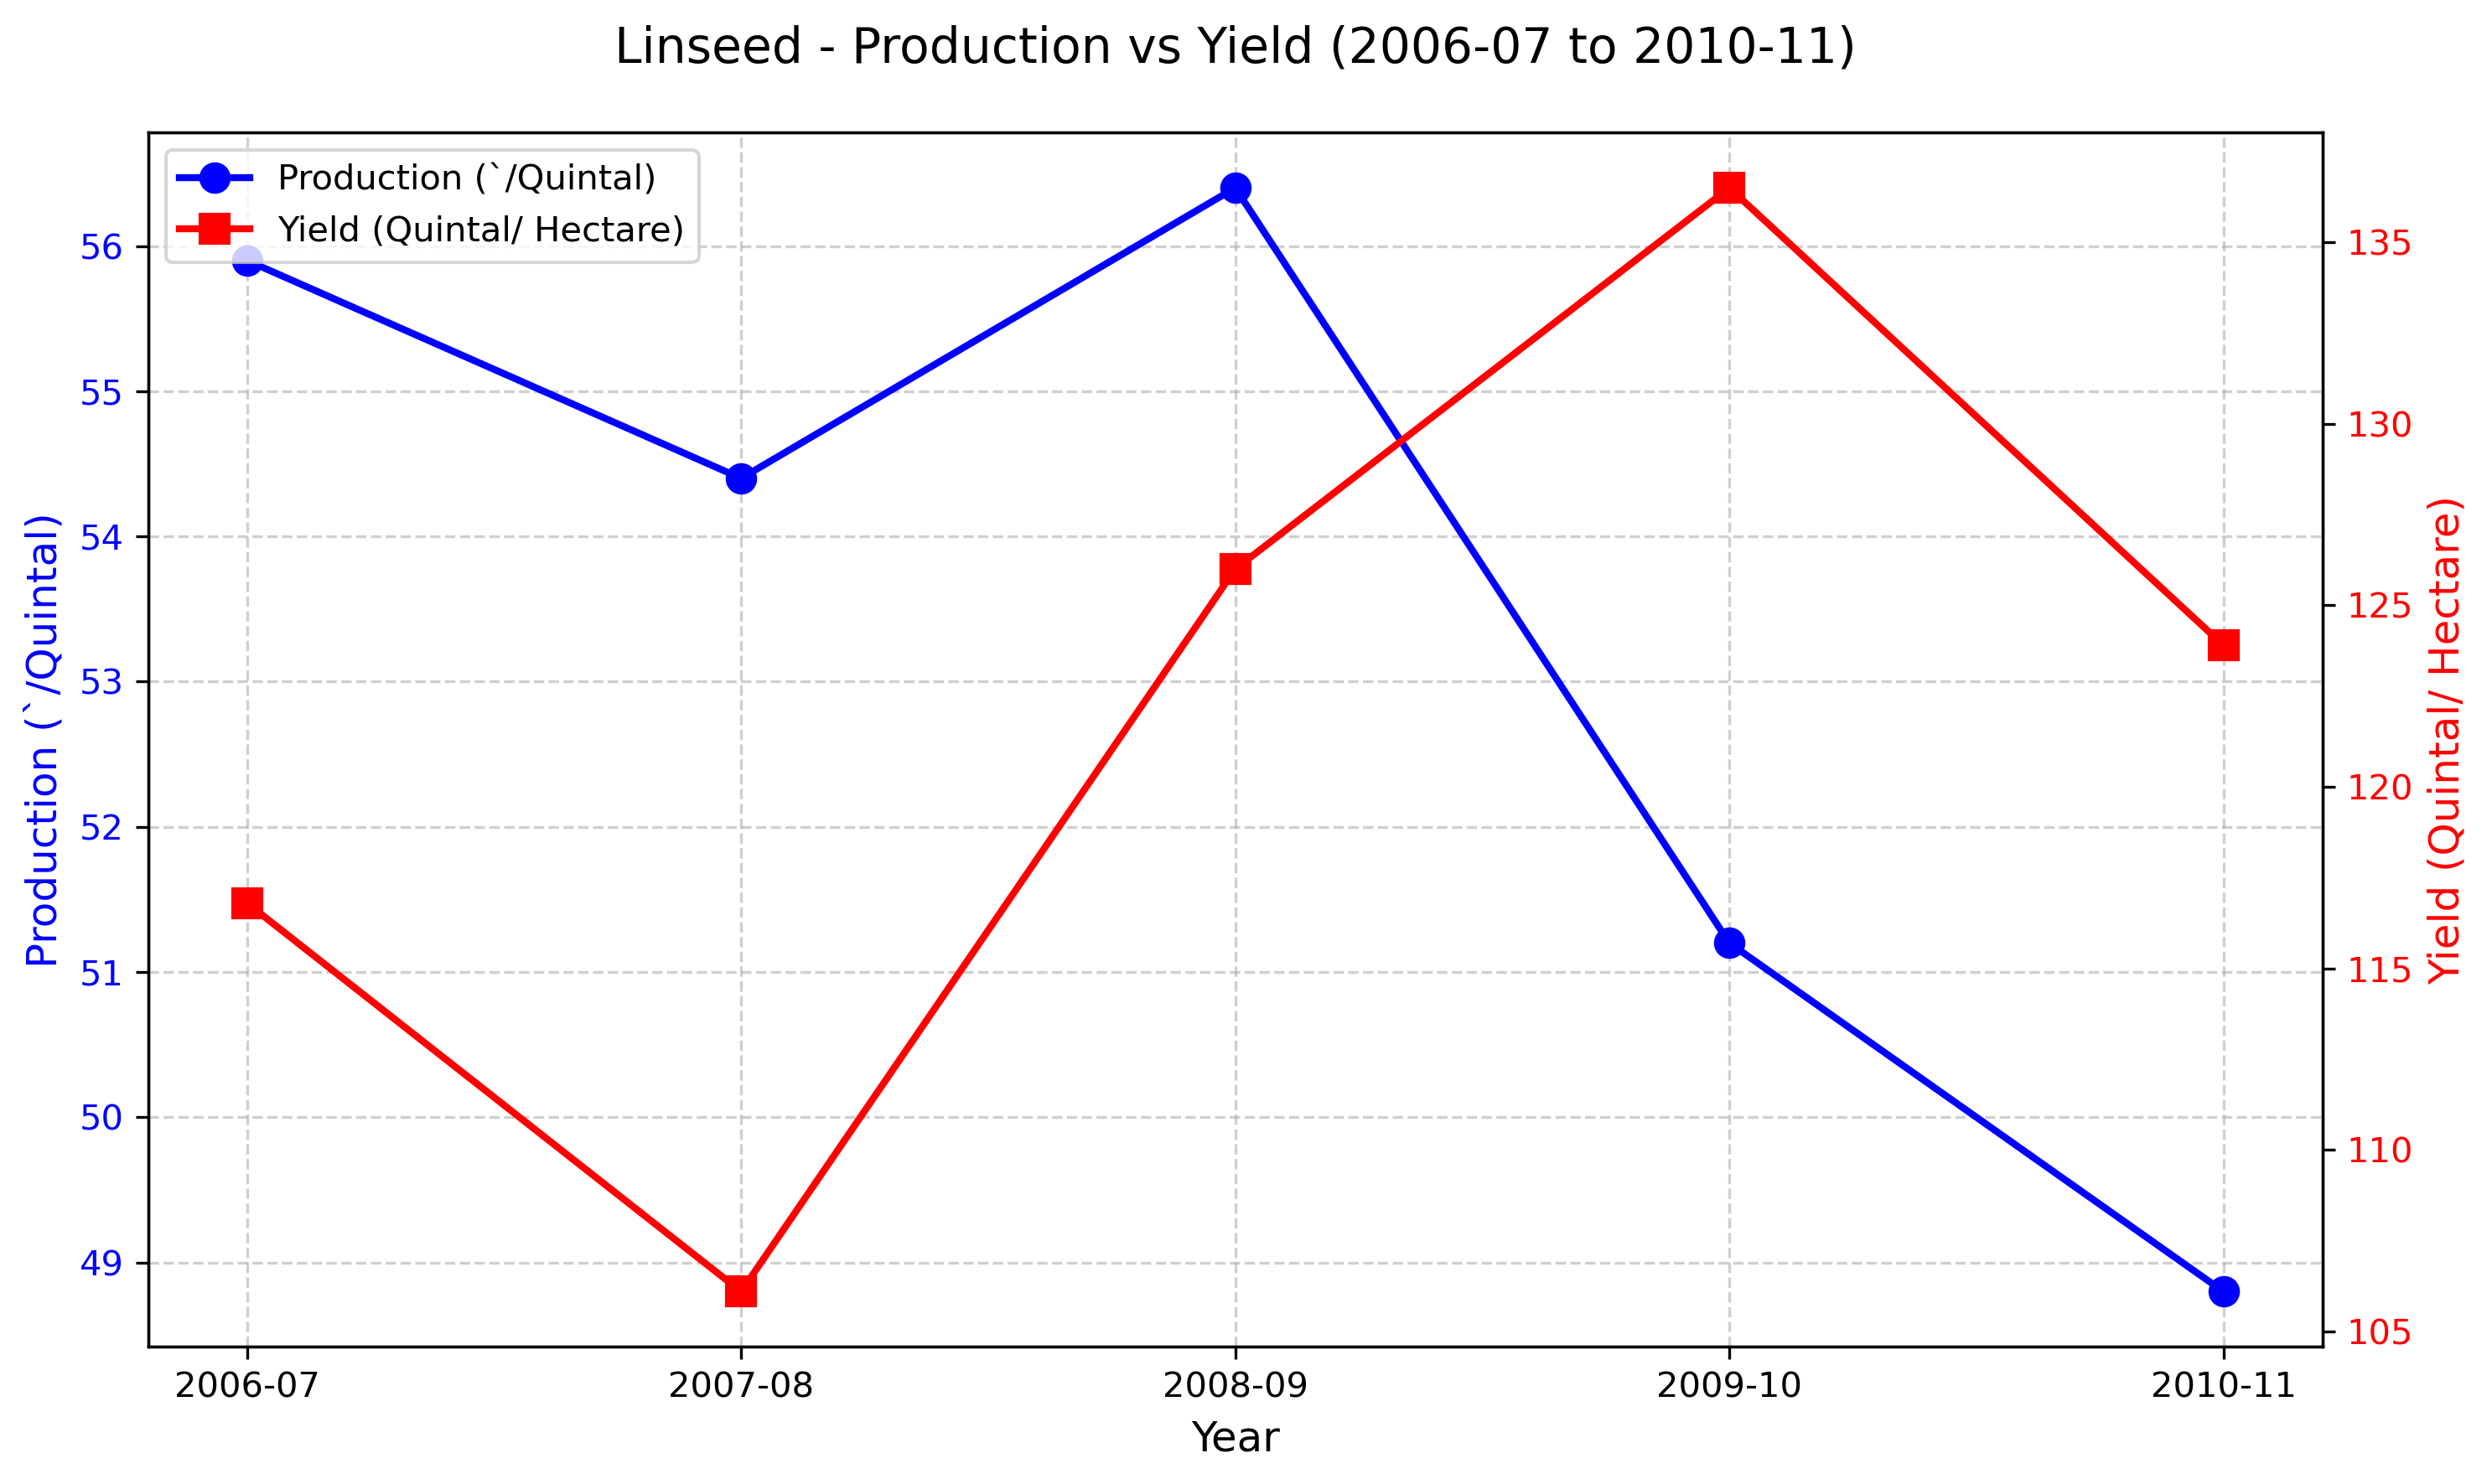 Linseed - Production vs Yield (2006-07 to 2010-11)
Production (`/Quintal)
Yield (Quintal/ Hectare)
56
55
54
53
52
51
50
49
Production (`/Quintal)
135
130
125
120
115
110
105
Yield (Quintal/ Hectare)
2006-07 2007-08 2008-09 2009-10 2010-11
Year